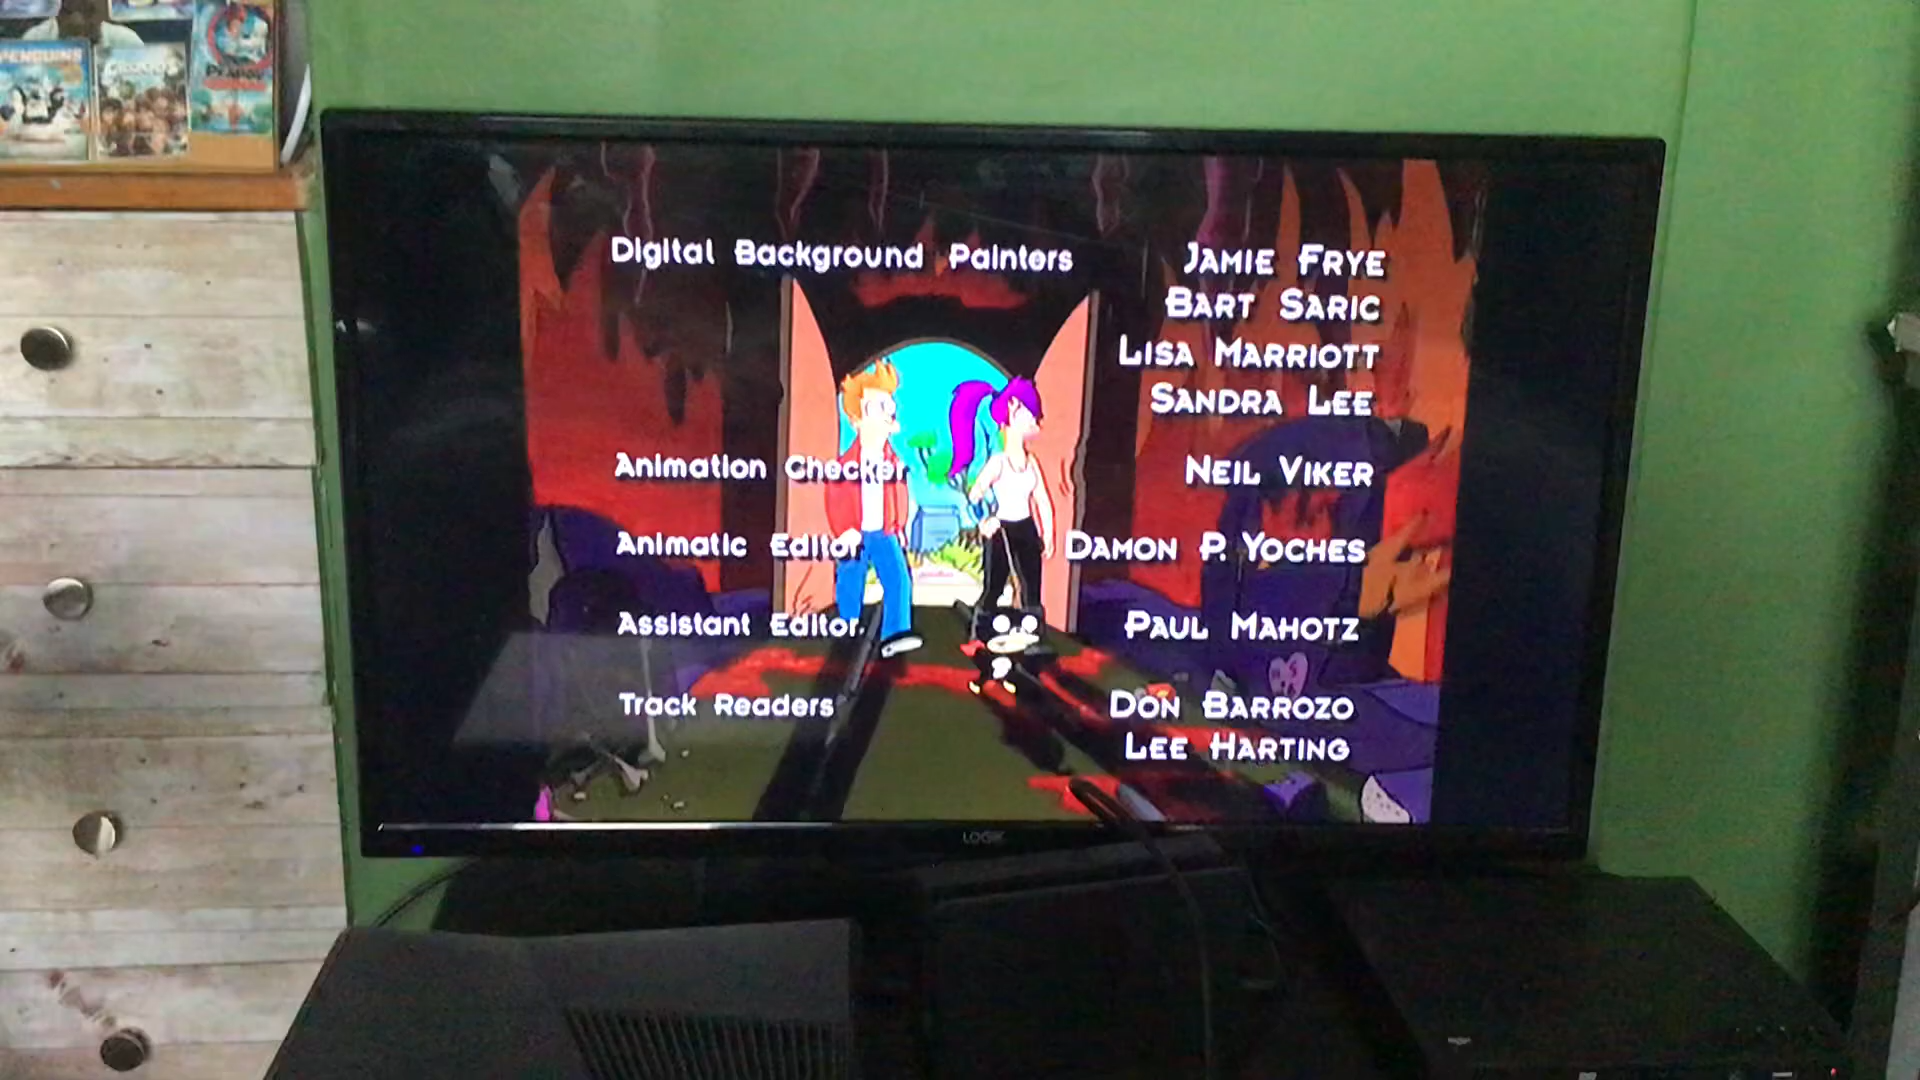 PENGUINS
Digital Background Painters JAMIE FRYE
BART SARIC
LISA MARRIOTT
SANDRA LEE
Animation Checker NEIL VIKER
Animatic Editor DAMON P. YOCHES
Assistant Editor PAUL MAHOTZ
Track Readers DON BARROZO
LEE HARTING
LOGIK